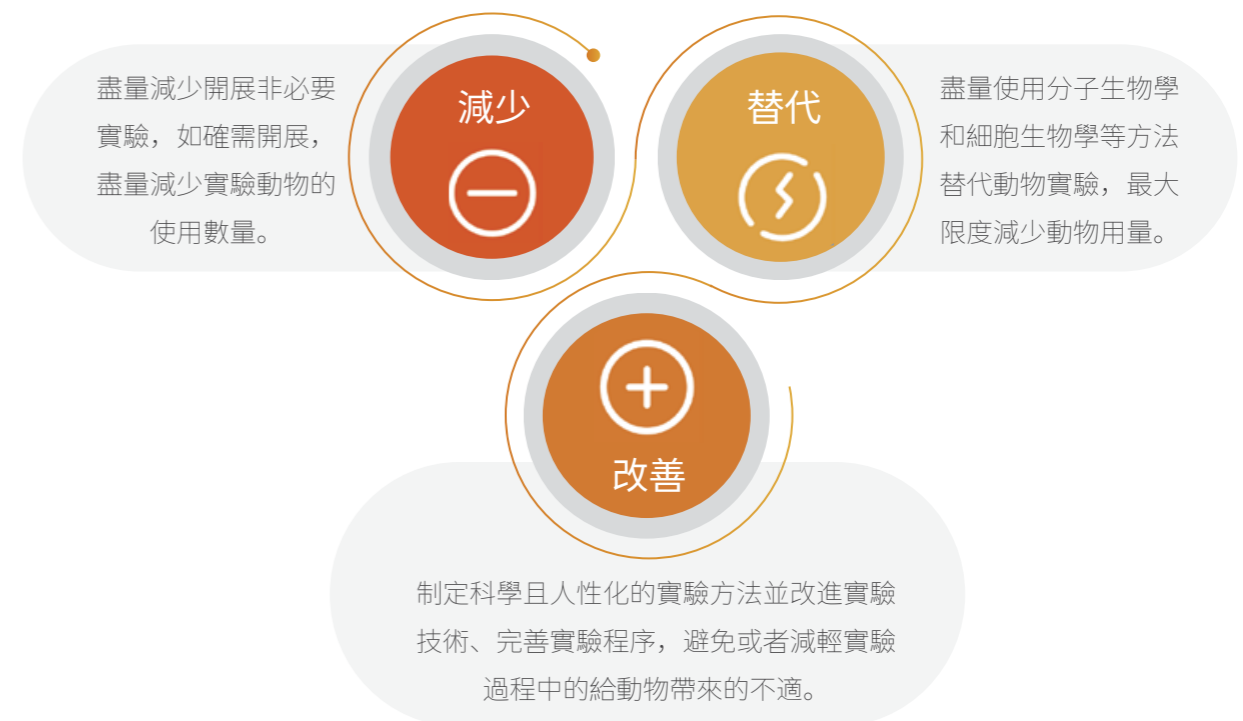 減少
盡量減少開展非必要
實驗，如確需開展，
盡量減少實驗動物的
使用數量。
替代
盡量使用分子生物學
和細胞生物學等方法
替代動物實驗，最大
限度減少動物用量。
改善
制定科學且人性化的實驗方法並改進實驗
技術、完善實驗程序，避免或者減輕實驗
過程中的給動物帶來的不適。